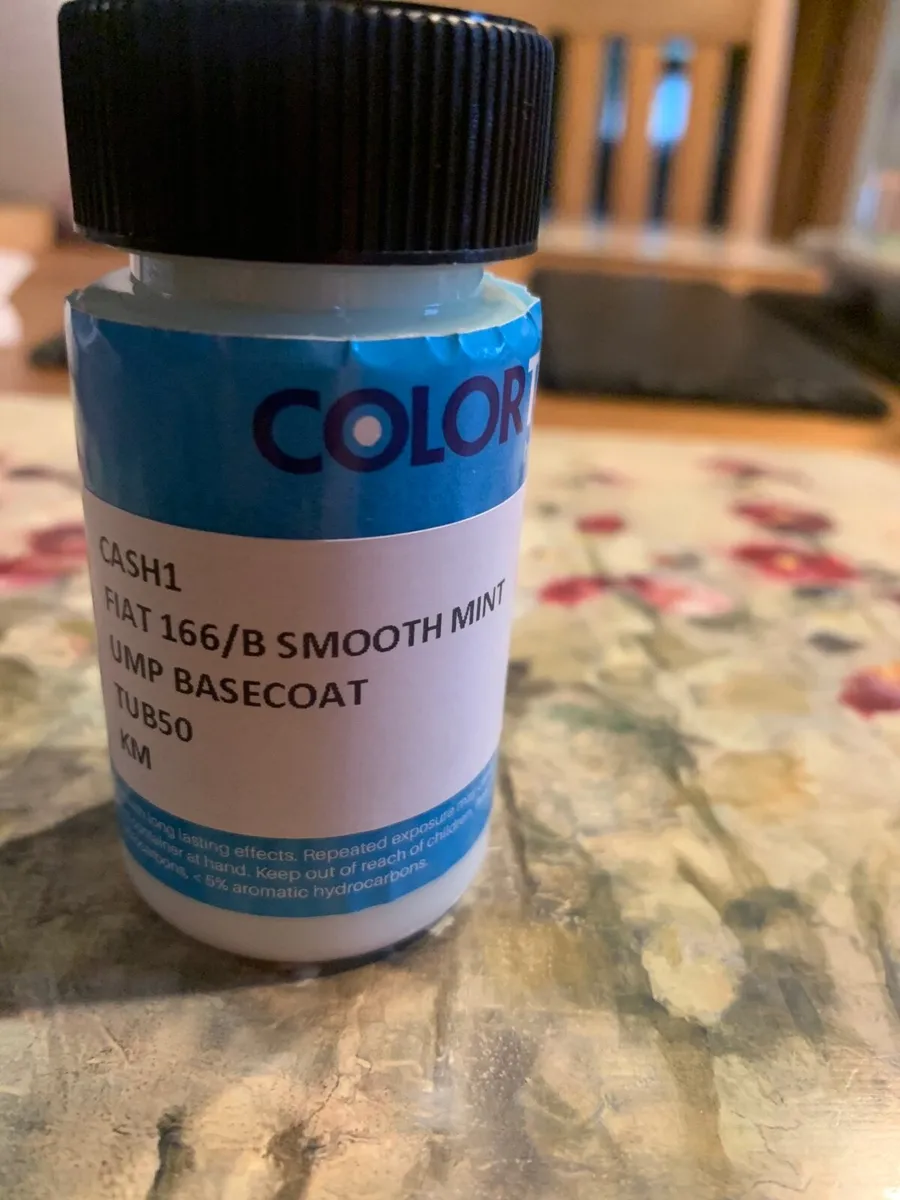 COLOR
CASH1
FIAT 166/B SMOOTH MINT
UMP BASECOAT
TUB50
KM
long lasting effects. Repeated exposure may
container at hand. Keep out of reach of children,
< 5% aromatic hydrocarbons.